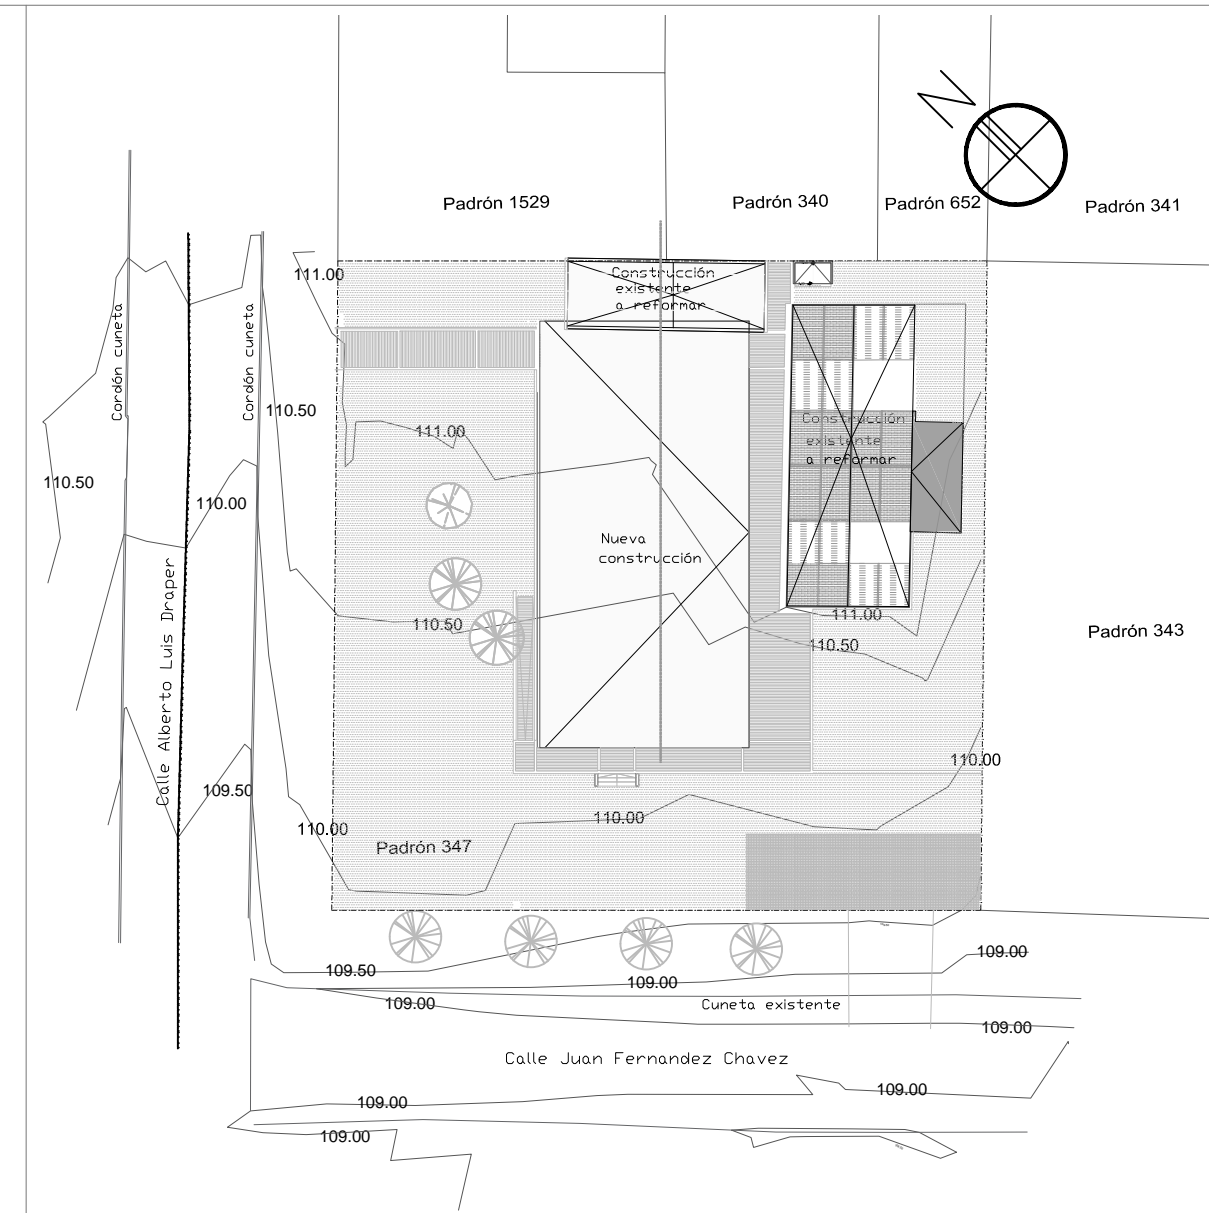 N
Padrón 1529
Padrón 340
Padrón 652
Padrón 341
111.00
Construcción
existente
a reformar
Cordón cuneta
Cordón cuneta
110.50
111.00
Construcción
existente
a reformar
110.50
110.00
Nueva
construcción
Calle Alberto Luis Draper
110.50
111.00
110.50
Padrón 343
110.00
109.50
110.00
110.00
Padrón 347
109.50
109.00
109.00
109.00
Cuneta existente
109.00
Calle Juan Fernandez Chavez
109.00
109.00
109.00